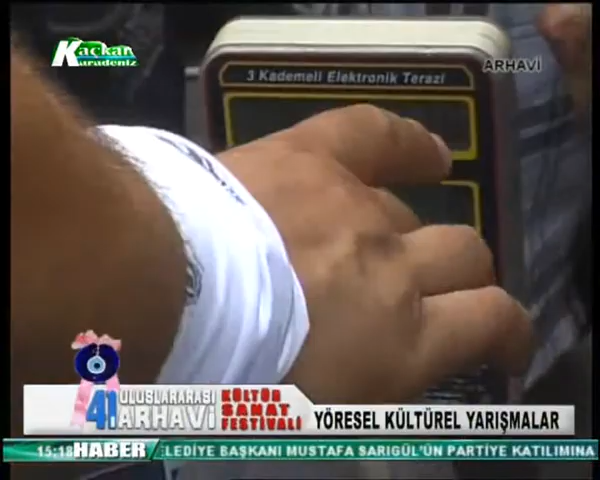 Kaçkar
Karadeniz
ARHAVİ
3 Kademeli Elektronik Terazi
41. ULUSLARARASI
ARHAVİ
KÜLTÜR
SANAT
FESTİVALİ
YÖRESEL KÜLTÜREL YARIŞMALAR
15:18 HABER LEDİYE BAŞKANI MUSTAFA SARIGÜL'ÜN PARTİYE KATILIMINA